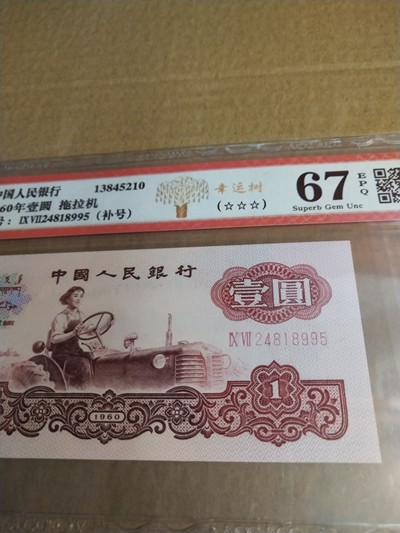 中国人民银行 13845210
60年壹圆 拖拉机
号: IX VII24818995 (补号)
幸运树
(☆☆☆)
67 EPQ
Superb Gem Unc
中國人民銀行
壹圓
IX VII 24818995
1
1960